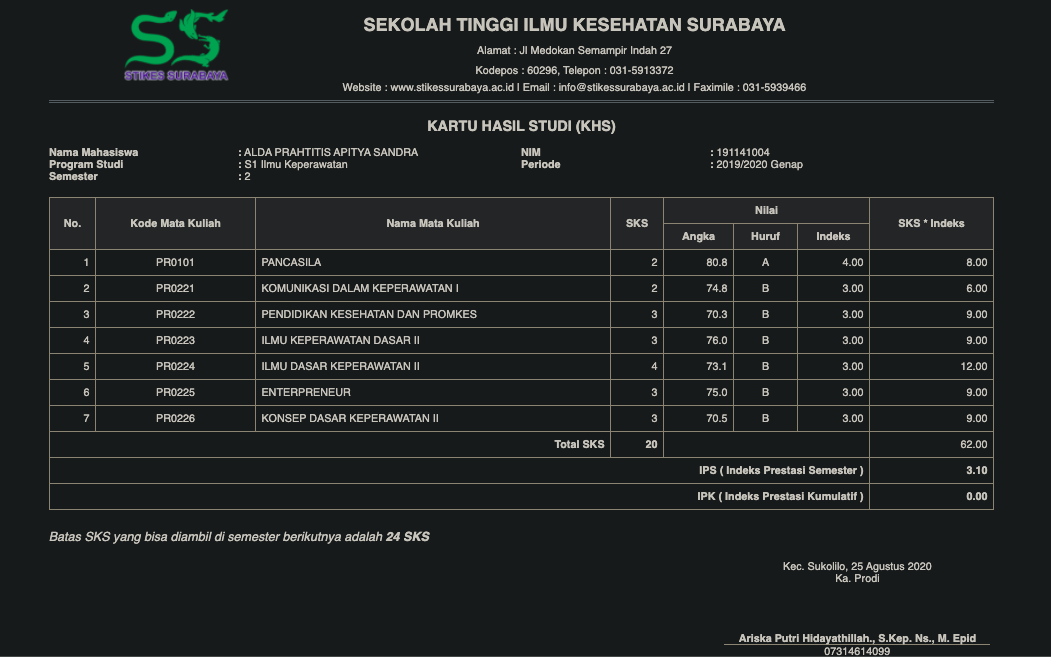 STIKES SURABAYA
SEKOLAH TINGGI ILMU KESEHATAN SURABAYA
Alamat : Jl Medokan Semampir Indah 27
Kodepos : 60296, Telepon : 031-5913372
Website : www.stikessurabaya.ac.id I Email : info@stikessurabaya.ac.id I Faximile : 031-5939466
KARTU HASIL STUDI (KHS)
Nama Mahasiswa : ALDA PRAHTITIS APITYA SANDRA NIM : 191141004
Program Studi : S1 Ilmu Keperawatan Periode : 2019/2020 Genap
Semester : 2
No. Kode Mata Kuliah Nama Mata Kuliah SKS Nilai SKS * Indeks
Angka Huruf Indeks
1 PR0101 PANCASILA 2 80.8 A 4.00 8.00
2 PR0221 KOMUNIKASI DALAM KEPERAWATAN I 2 74.8 B 3.00 6.00
3 PR0222 PENDIDIKAN KESEHATAN DAN PROMKES 3 70.3 B 3.00 9.00
4 PR0223 ILMU KEPERAWATAN DASAR II 3 76.0 B 3.00 9.00
5 PR0224 ILMU DASAR KEPERAWATAN II 4 73.1 B 3.00 12.00
6 PR0225 ENTERPRENEUR 3 75.0 B 3.00 9.00
7 PR0226 KONSEP DASAR KEPERAWATAN II 3 70.5 B 3.00 9.00
Total SKS 20 62.00
IPS ( Indeks Prestasi Semester ) 3.10
IPK ( Indeks Prestasi Kumulatif ) 0.00
Batas SKS yang bisa diambil di semester berikutnya adalah 24 SKS
Kec. Sukolilo, 25 Agustus 2020
Ka. Prodi
Ariska Putri Hidayathillah., S.Kep. Ns., M. Epid
07314614099